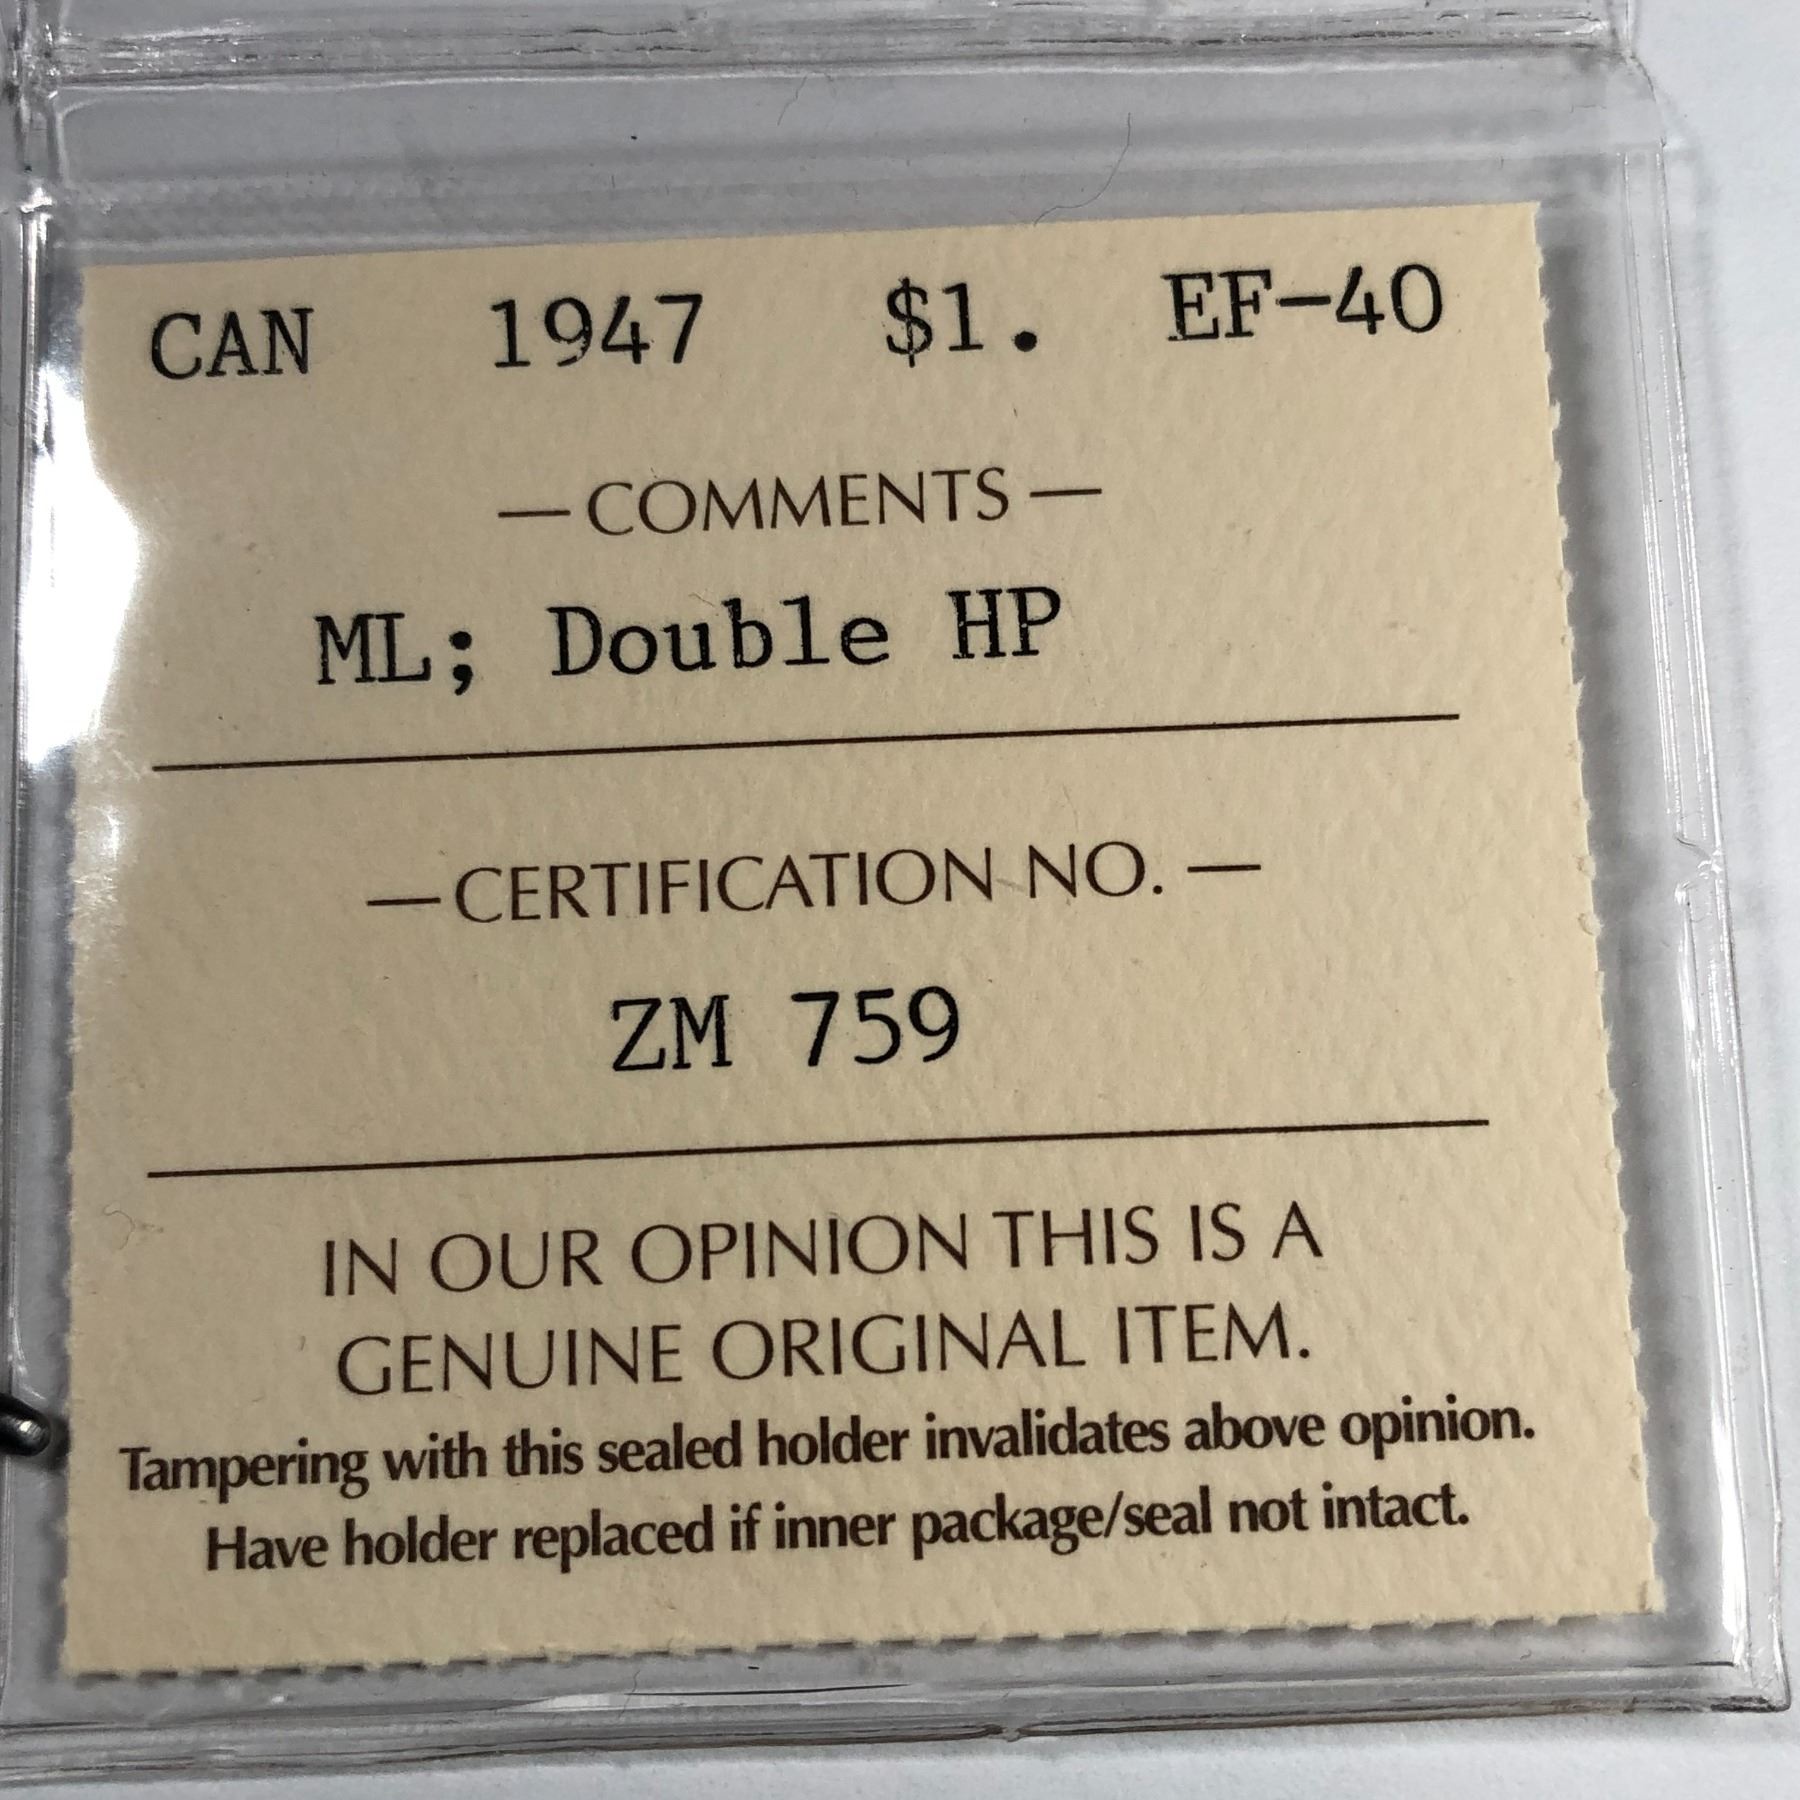 CAN 1947 $1. EF-40
—COMMENTS—
ML; Double HP
—CERTIFICATION NO.—
ZM 759
IN OUR OPINION THIS IS A
GENUINE ORIGINAL ITEM.
Tampering with this sealed holder invalidates above opinion.
Have holder replaced if inner package/seal not intact.